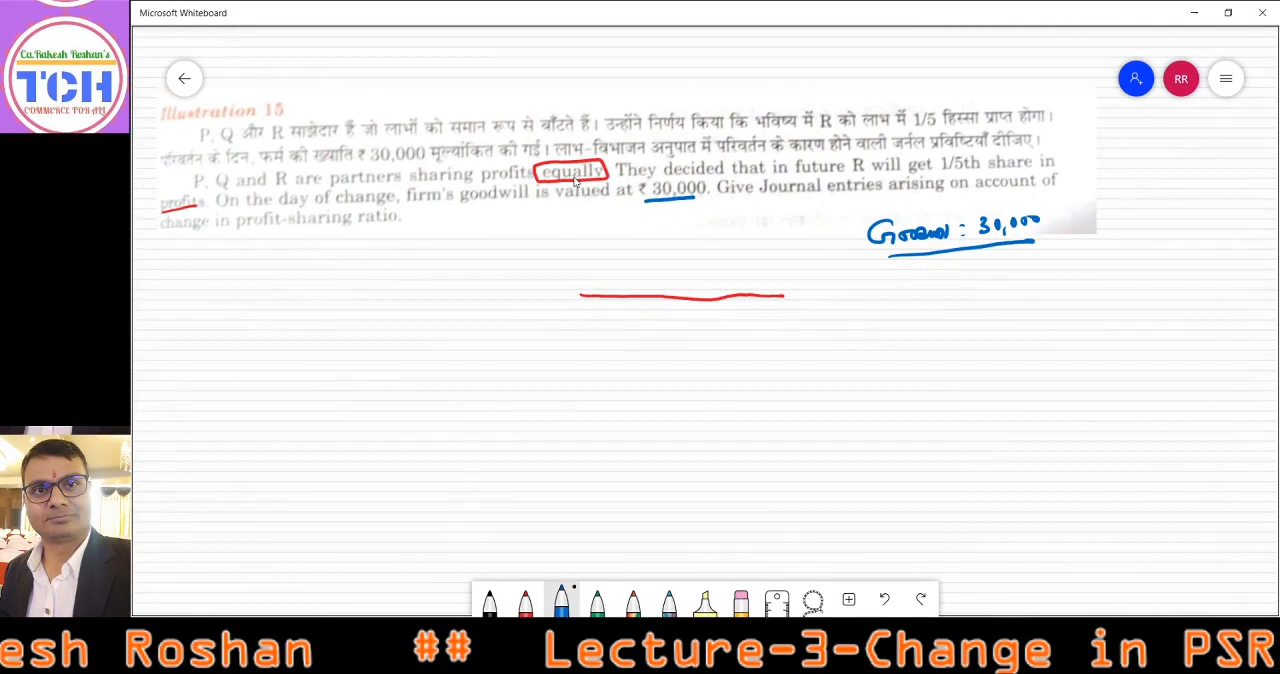 Microsoft Whiteboard
Ca.Rakesh Roshan's
TCH
COMMERCE FOR ALL
RR
Illustration 15
P, Q और R साझेदार हैं जो लाभों को समान रूप से बाँटते हैं। उन्होंने निर्णय किया कि भविष्य में R को लाभ में 1/5 हिस्सा प्राप्त होगा।
परिवर्तन के दिन, फर्म की ख्याति ₹ 30,000 मूल्यांकित की गई। लाभ-विभाजन अनुपात में परिवर्तन के कारण होने वाली जर्नल प्रविष्टियाँ दीजिए।
P, Q and R are partners sharing profits equally. They decided that in future R will get 1/5th share in
profits. On the day of change, firm's goodwill is valued at ₹ 30,000. Give Journal entries arising on account of
change in profit-sharing ratio.
: 30,000
esh Roshan ## Lecture-3-Change in PSR